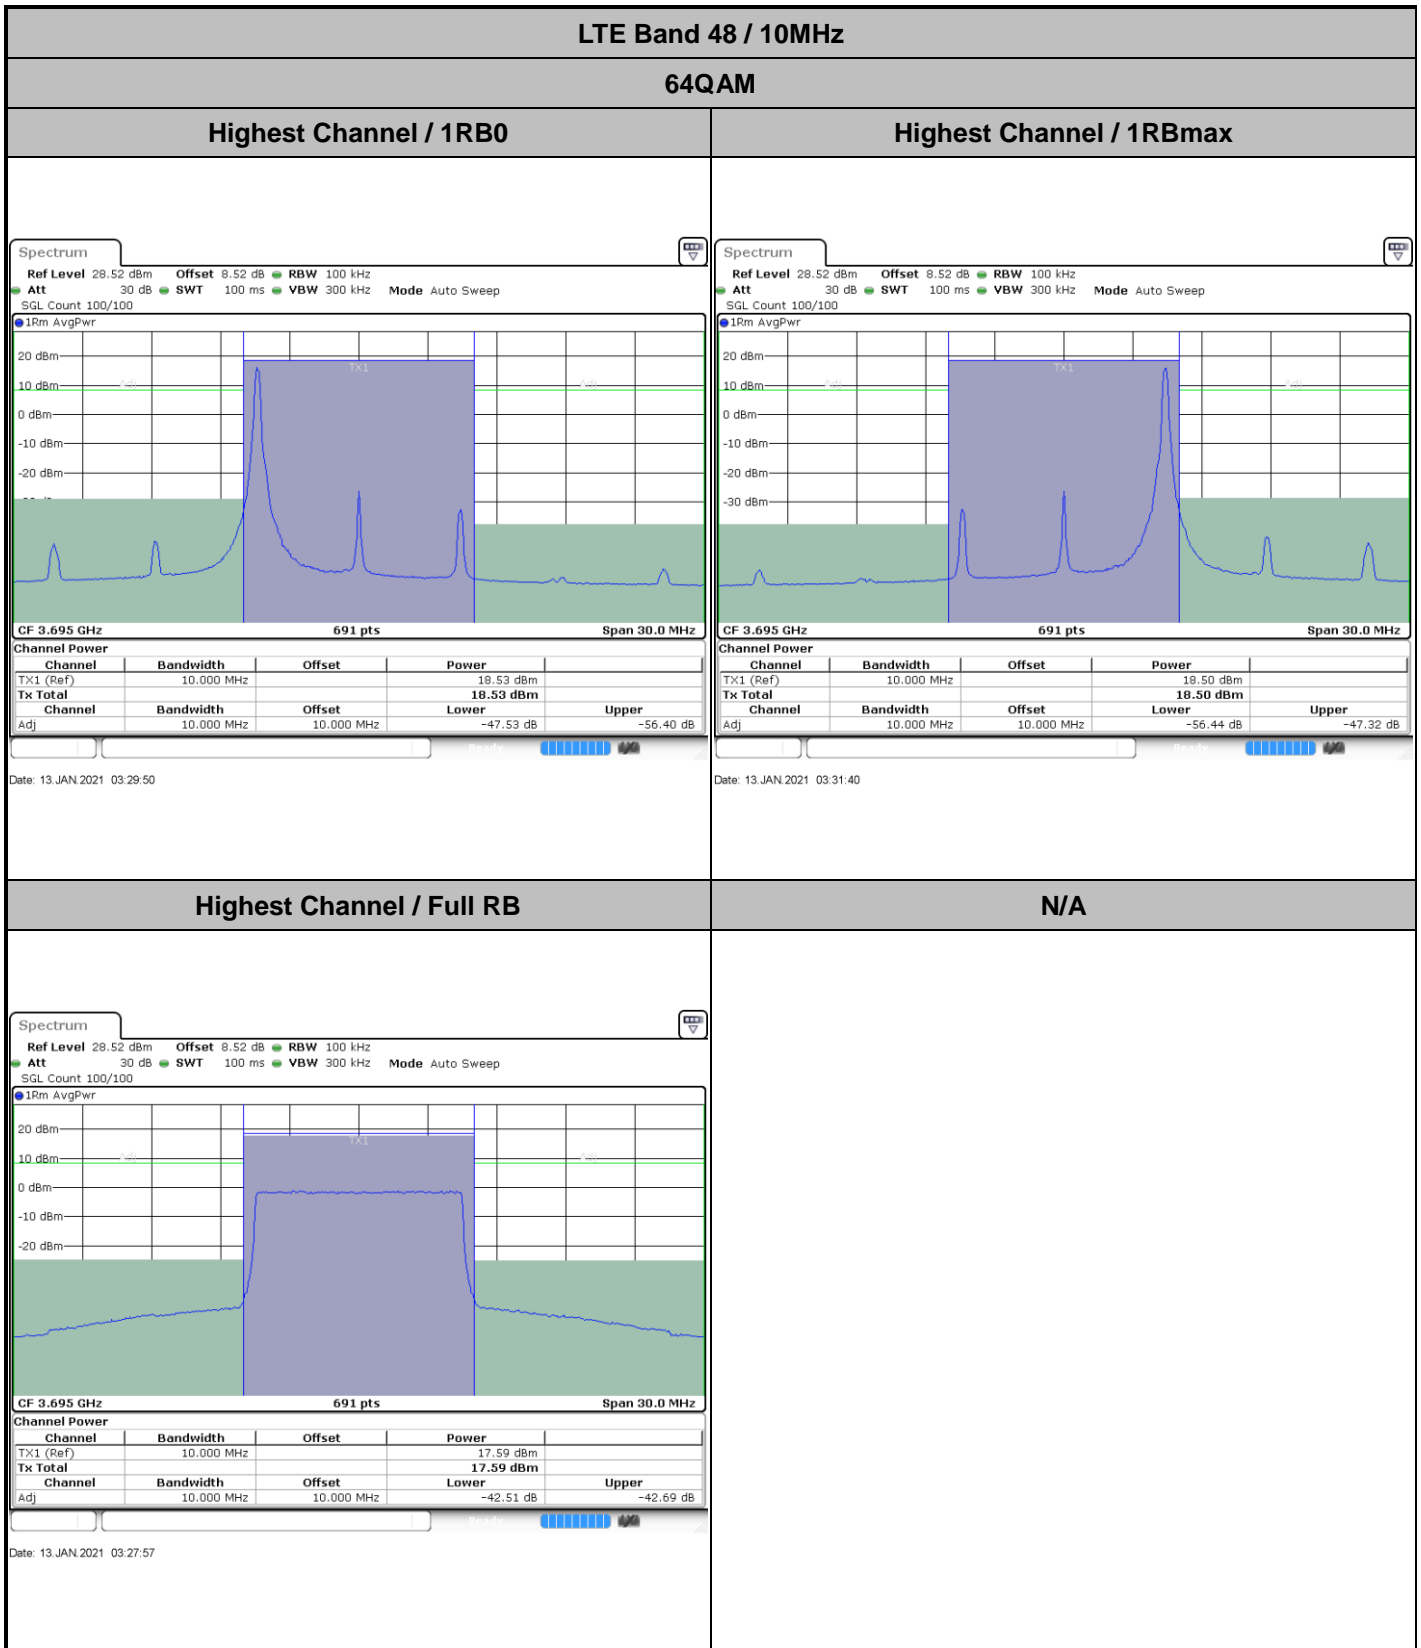 LTE Band 48 / 10MHz
64QAM
Highest Channel / 1RB0
Highest Channel / 1RBmax
Spectrum
Ref Level 28.52 dBm Offset 8.52 dB RBW 100 kHz
Att 30 dB SWT 100 ms VBW 300 kHz Mode Auto Sweep
SGL Count 100/100
1Rm AvgPwr
20 dBm
10 dBm
0 dBm
-10 dBm
-20 dBm
Adj
TX1
Adj
CF 3.695 GHz 691 pts Span 30.0 MHz
Channel Power
Channel Bandwidth Offset Power
TX1 (Ref) 10.000 MHz 18.53 dBm
Tx Total 18.53 dBm
Channel Bandwidth Offset Lower Upper
Adj 10.000 MHz 10.000 MHz -47.53 dB -56.40 dB
Ready
Date: 13.JAN.2021 03:29:50
Spectrum
Ref Level 28.52 dBm Offset 8.52 dB RBW 100 kHz
Att 30 dB SWT 100 ms VBW 300 kHz Mode Auto Sweep
SGL Count 100/100
1Rm AvgPwr
20 dBm
10 dBm
0 dBm
-10 dBm
-20 dBm
-30 dBm
Adj
TX1
Adj
CF 3.695 GHz 691 pts Span 30.0 MHz
Channel Power
Channel Bandwidth Offset Power
TX1 (Ref) 10.000 MHz 18.50 dBm
Tx Total 18.50 dBm
Channel Bandwidth Offset Lower Upper
Adj 10.000 MHz 10.000 MHz -56.44 dB -47.32 dB
Ready
Date: 13.JAN.2021 03:31:40
Highest Channel / Full RB
N/A
Spectrum
Ref Level 28.52 dBm Offset 8.52 dB RBW 100 kHz
Att 30 dB SWT 100 ms VBW 300 kHz Mode Auto Sweep
SGL Count 100/100
1Rm AvgPwr
20 dBm
10 dBm
0 dBm
-10 dBm
-20 dBm
Adj
TX1
Adj
CF 3.695 GHz 691 pts Span 30.0 MHz
Channel Power
Channel Bandwidth Offset Power
TX1 (Ref) 10.000 MHz 17.59 dBm
Tx Total 17.59 dBm
Channel Bandwidth Offset Lower Upper
Adj 10.000 MHz 10.000 MHz -42.51 dB -42.69 dB
Ready
Date: 13.JAN.2021 03:27:57